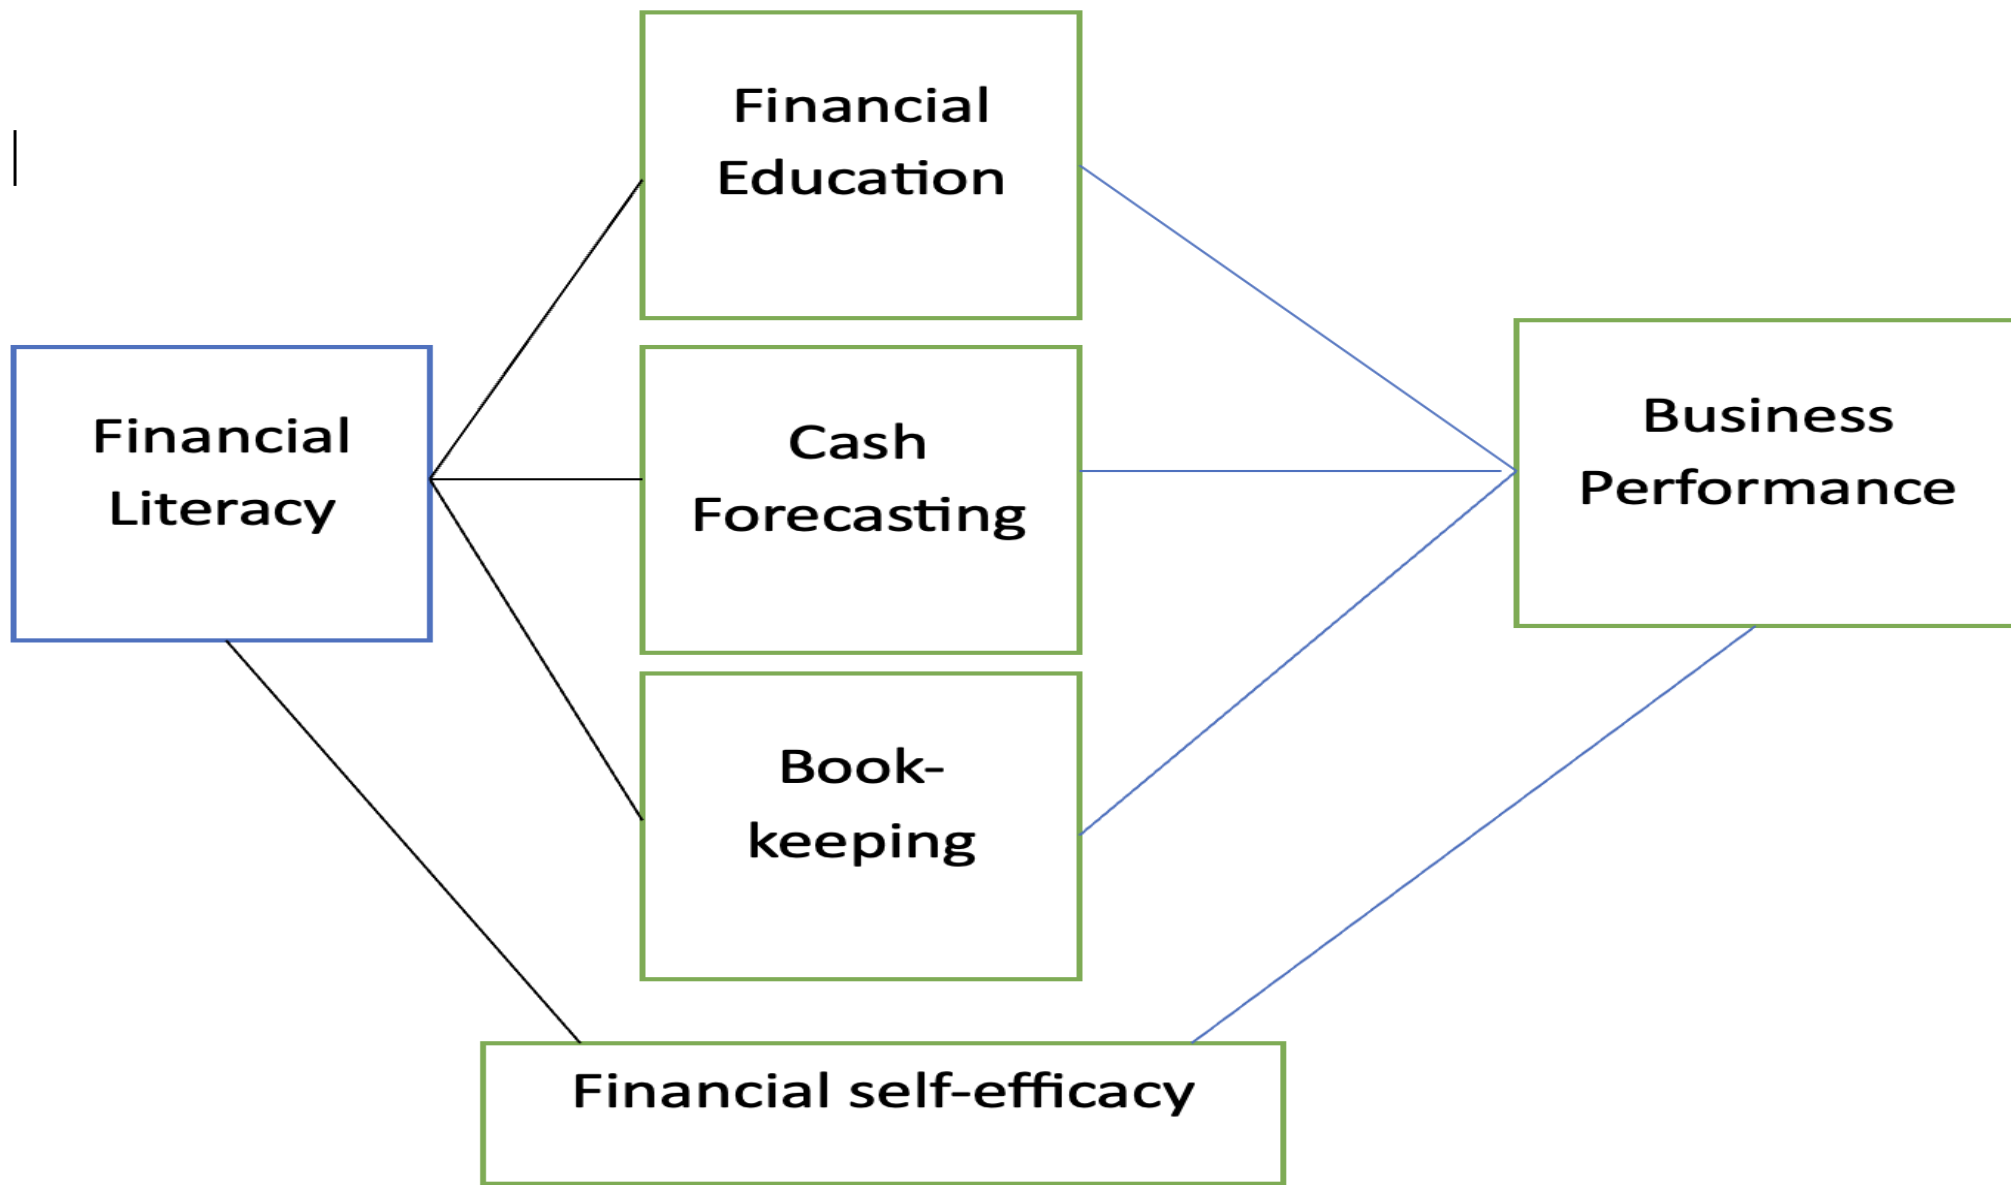 Financial
Education
Financial
Literacy
Cash
Forecasting
Business
Performance
Book-
keeping
Financial self-efficacy